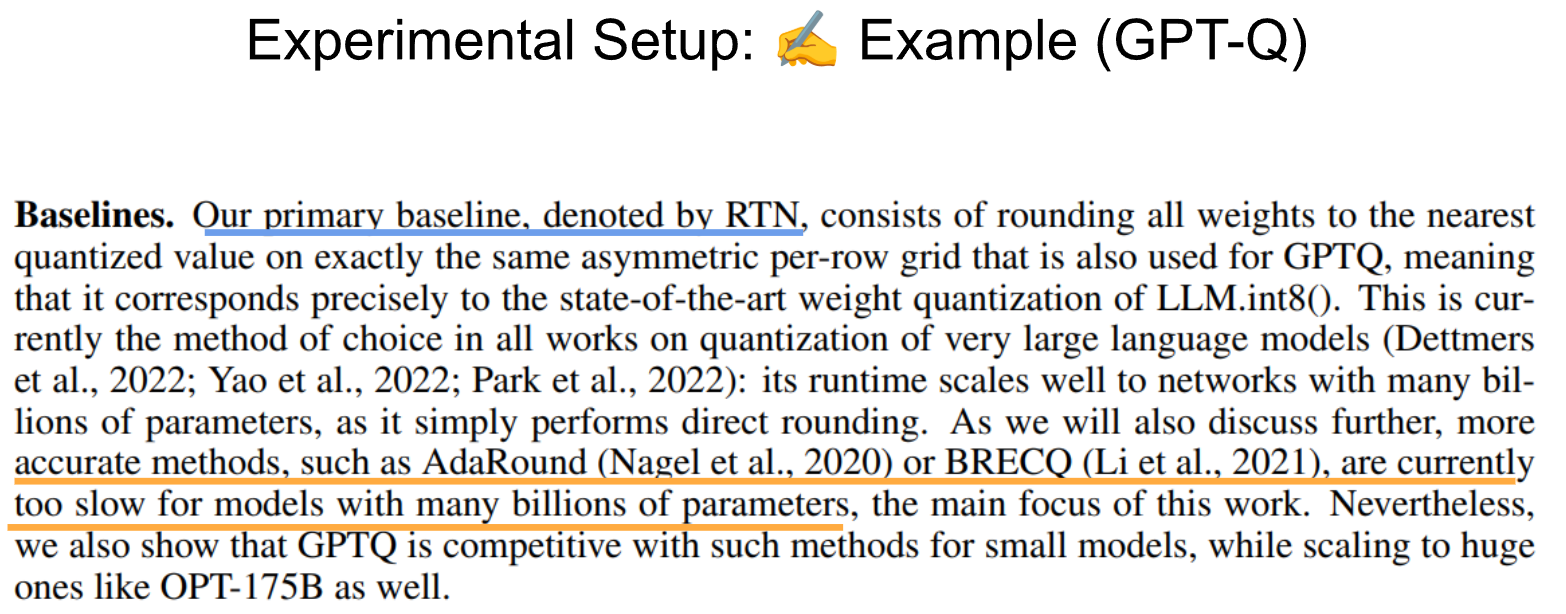 Experimental Setup: ✍️ Example (GPT-Q)
Baselines. Our primary baseline, denoted by RTN, consists of rounding all weights to the nearest
quantized value on exactly the same asymmetric per-row grid that is also used for GPTQ, meaning
that it corresponds precisely to the state-of-the-art weight quantization of LLM.int8(). This is cur-
rently the method of choice in all works on quantization of very large language models (Dettmers
et al., 2022; Yao et al., 2022; Park et al., 2022): its runtime scales well to networks with many bil-
lions of parameters, as it simply performs direct rounding. As we will also discuss further, more
accurate methods, such as AdaRound (Nagel et al., 2020) or BRECQ (Li et al., 2021), are currently
too slow for models with many billions of parameters, the main focus of this work. Nevertheless,
we also show that GPTQ is competitive with such methods for small models, while scaling to huge
ones like OPT-175B as well.